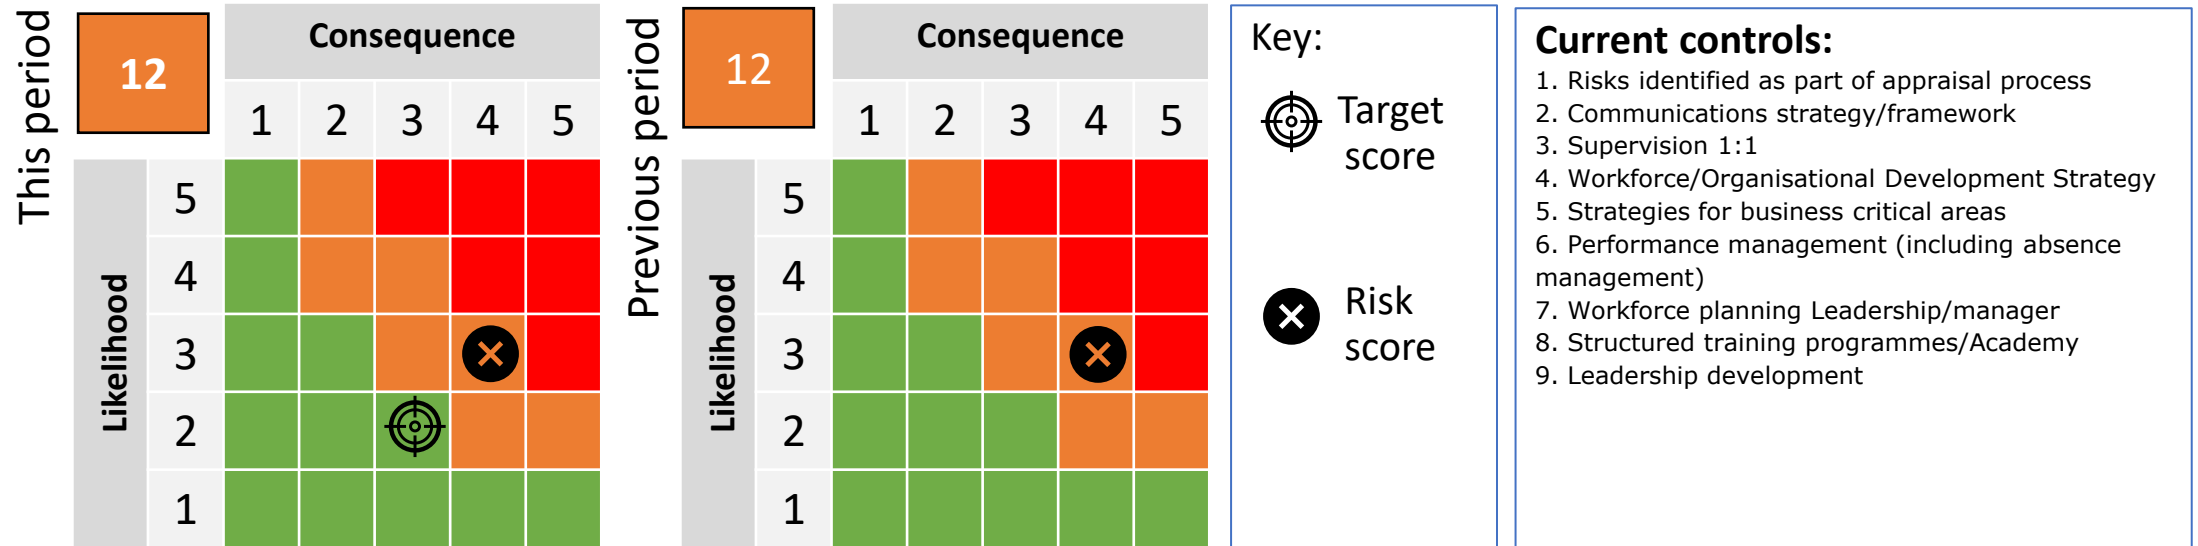 This period
12
Consequence
1 2 3 4 5
Likelihood
5
4
3
2
1
Previous period
12
Consequence
1 2 3 4 5
Likelihood
5
4
3
2
1
Key:
Target
score
Risk
score
Current controls:
1. Risks identified as part of appraisal process
2. Communications strategy/framework
3. Supervision 1:1
4. Workforce/Organisational Development Strategy
5. Strategies for business critical areas
6. Performance management (including absence
management)
7. Workforce planning Leadership/manager
8. Structured training programmes/Academy
9. Leadership development